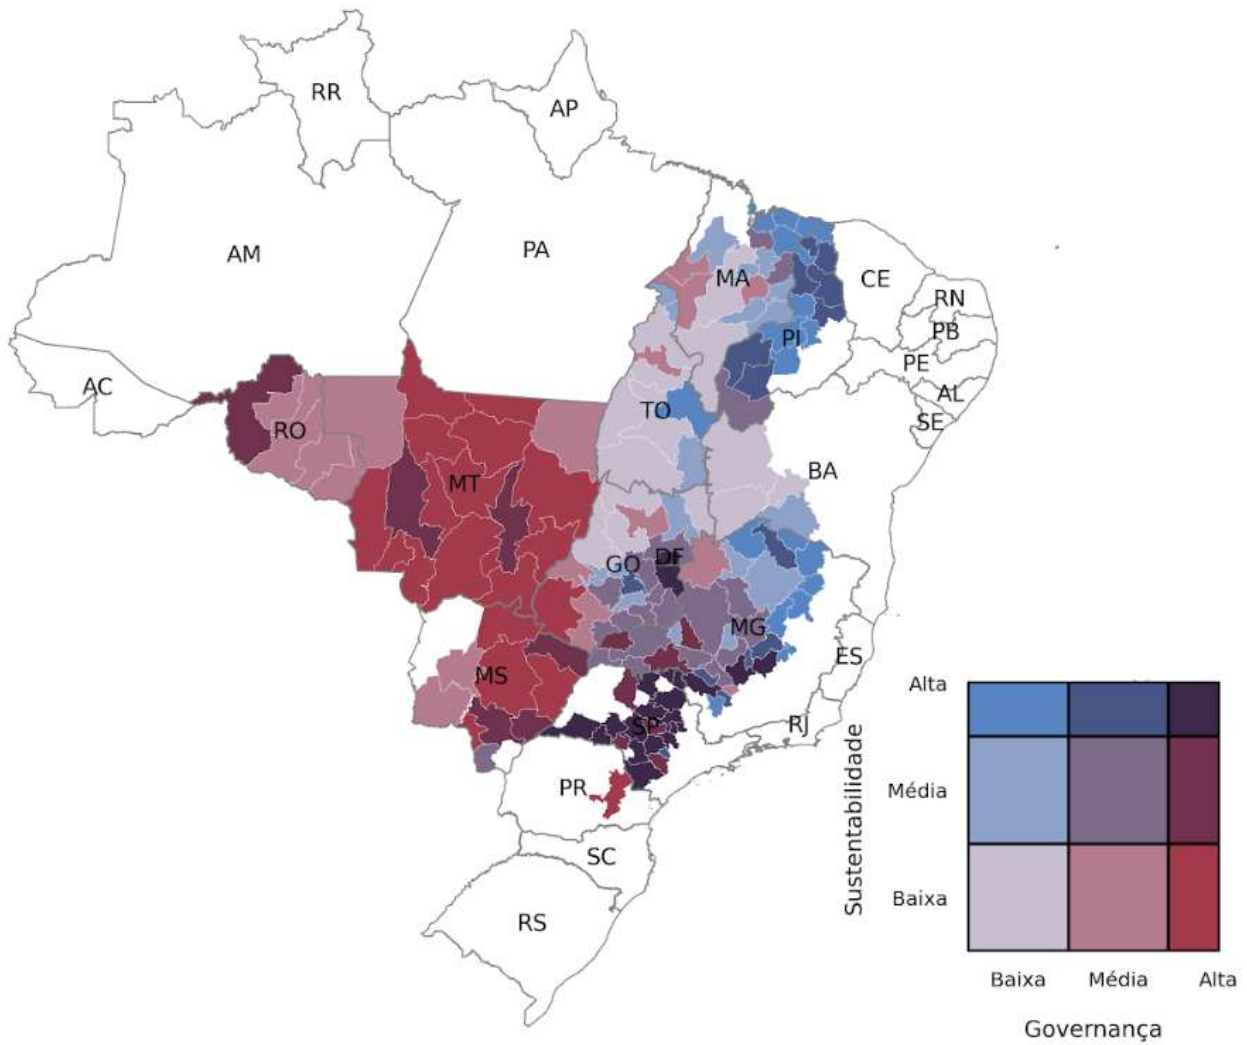 RR
AP
AM
PA
MA
CE
RN
PB
PI
PE
AC
AL
SE
TO
RO
BA
MT
DF
GO
MG
ES
MS
Alta
SP
RJ
Média
PR
Sustentabilidade
SC
Baixa
RS
Baixa Média Alta
Governança